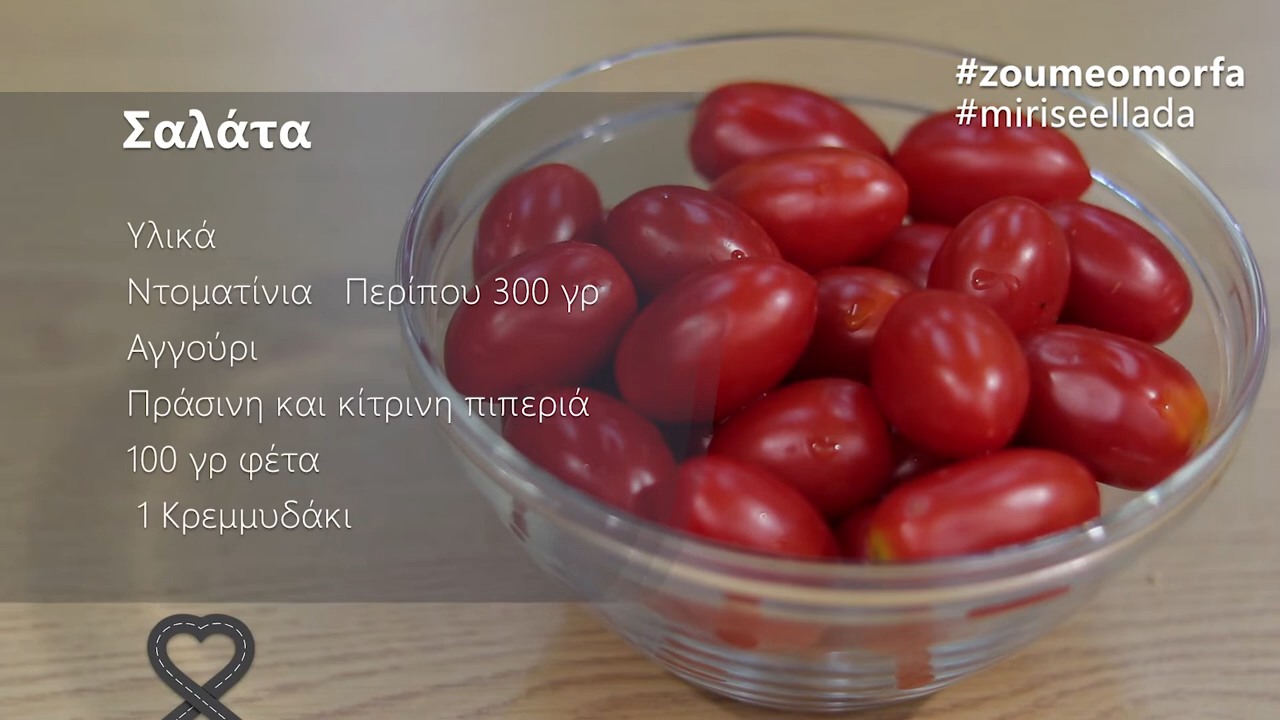 #zoumeomorfa
#miriseellada
Σαλάτα
Υλικά
Ντοματίνια Περίπου 300 γρ
Αγγούρι
Πράσινη και κίτρινη πιπεριά
100 γρ φέτα
1 Κρεμμυδάκι